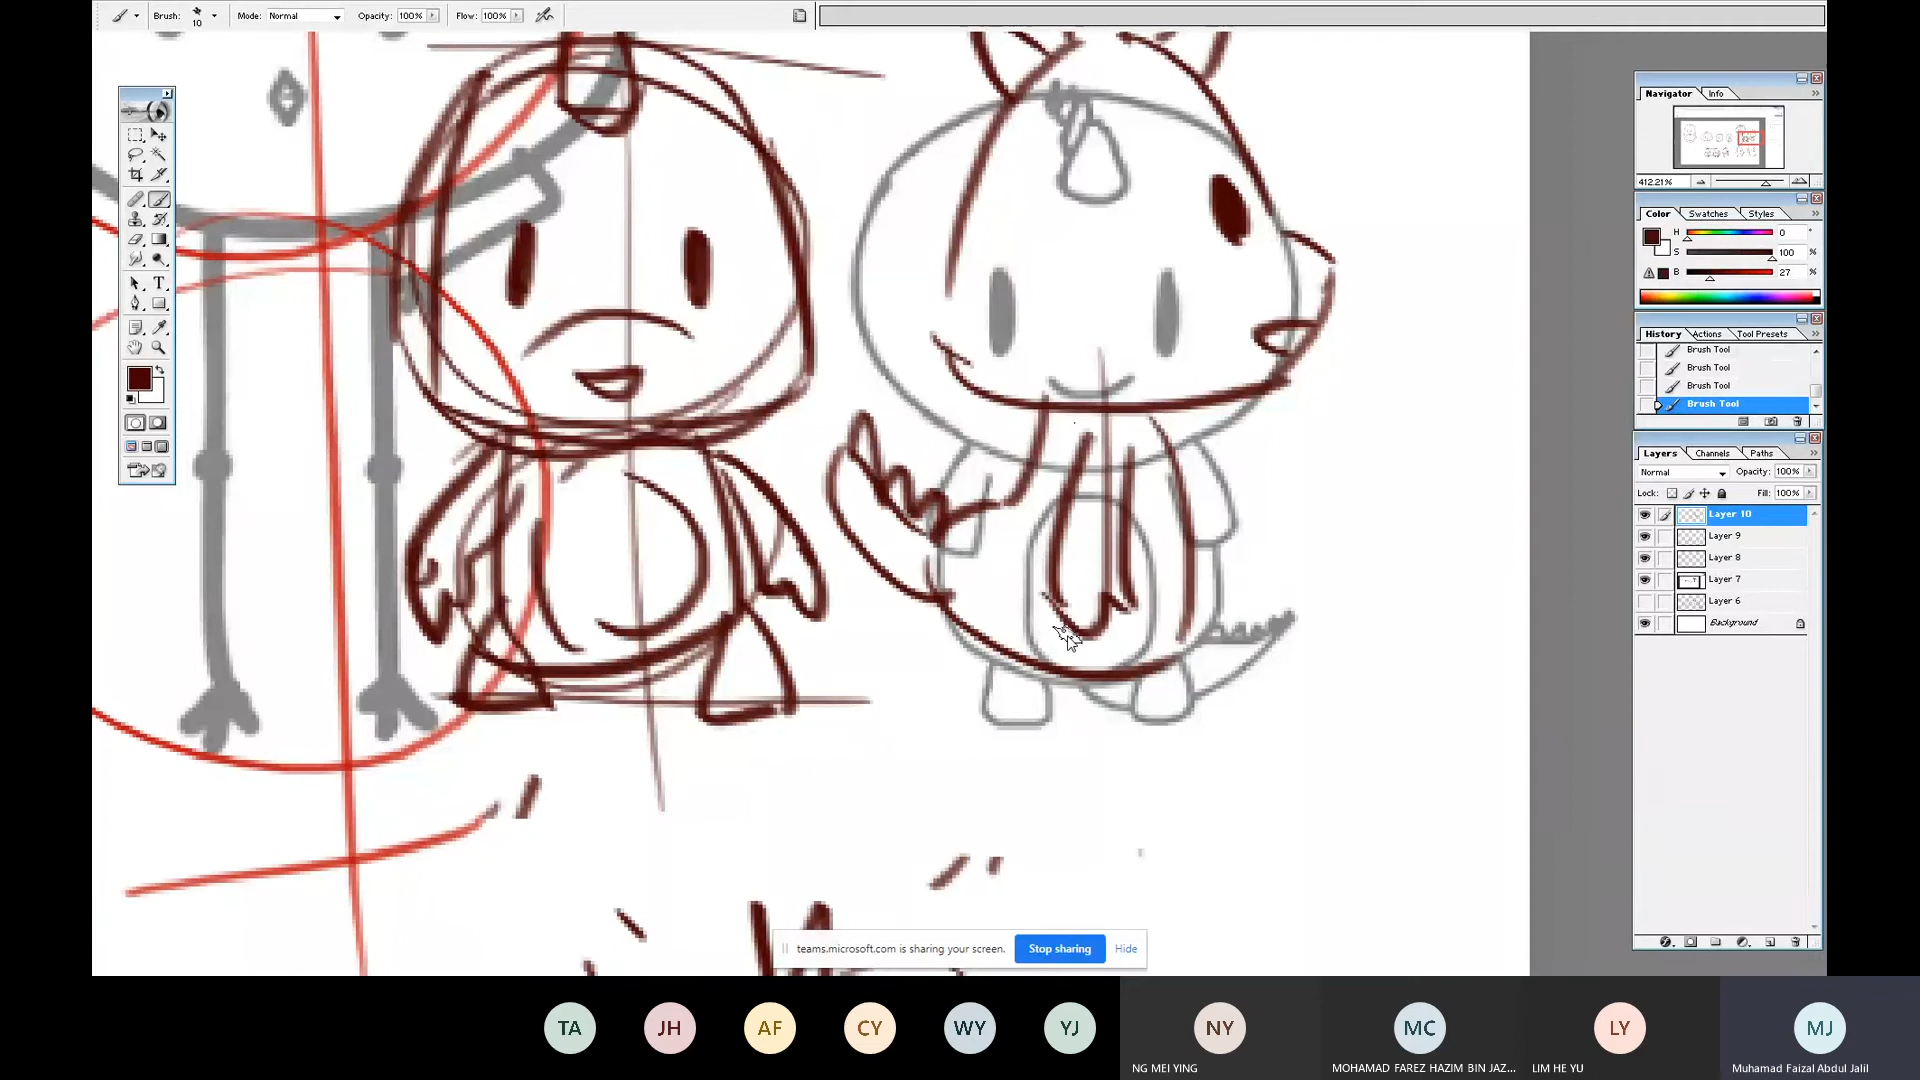 Brush: 10 Mode: Normal Opacity: 100% Flow: 100%
Navigator Info
412.21%
Color Swatches Styles
H 0 °
S 100 %
B 27 %
History Actions Tool Presets
Brush Tool
Brush Tool
Brush Tool
Brush Tool
Layers Channels Paths
Normal Opacity: 100%
Lock: Fill: 100%
Layer 10
Layer 9
Layer 8
Layer 7
Layer 6
Background
T
teams.microsoft.com is sharing your screen. Stop sharing Hide
TA JH AF CY WY YJ NY MC LY MJ
NG MEI YING MOHAMAD FAREZ HAZIM BIN JAZ... LIM HE YU Muhamad Faizal Abdul Jalil